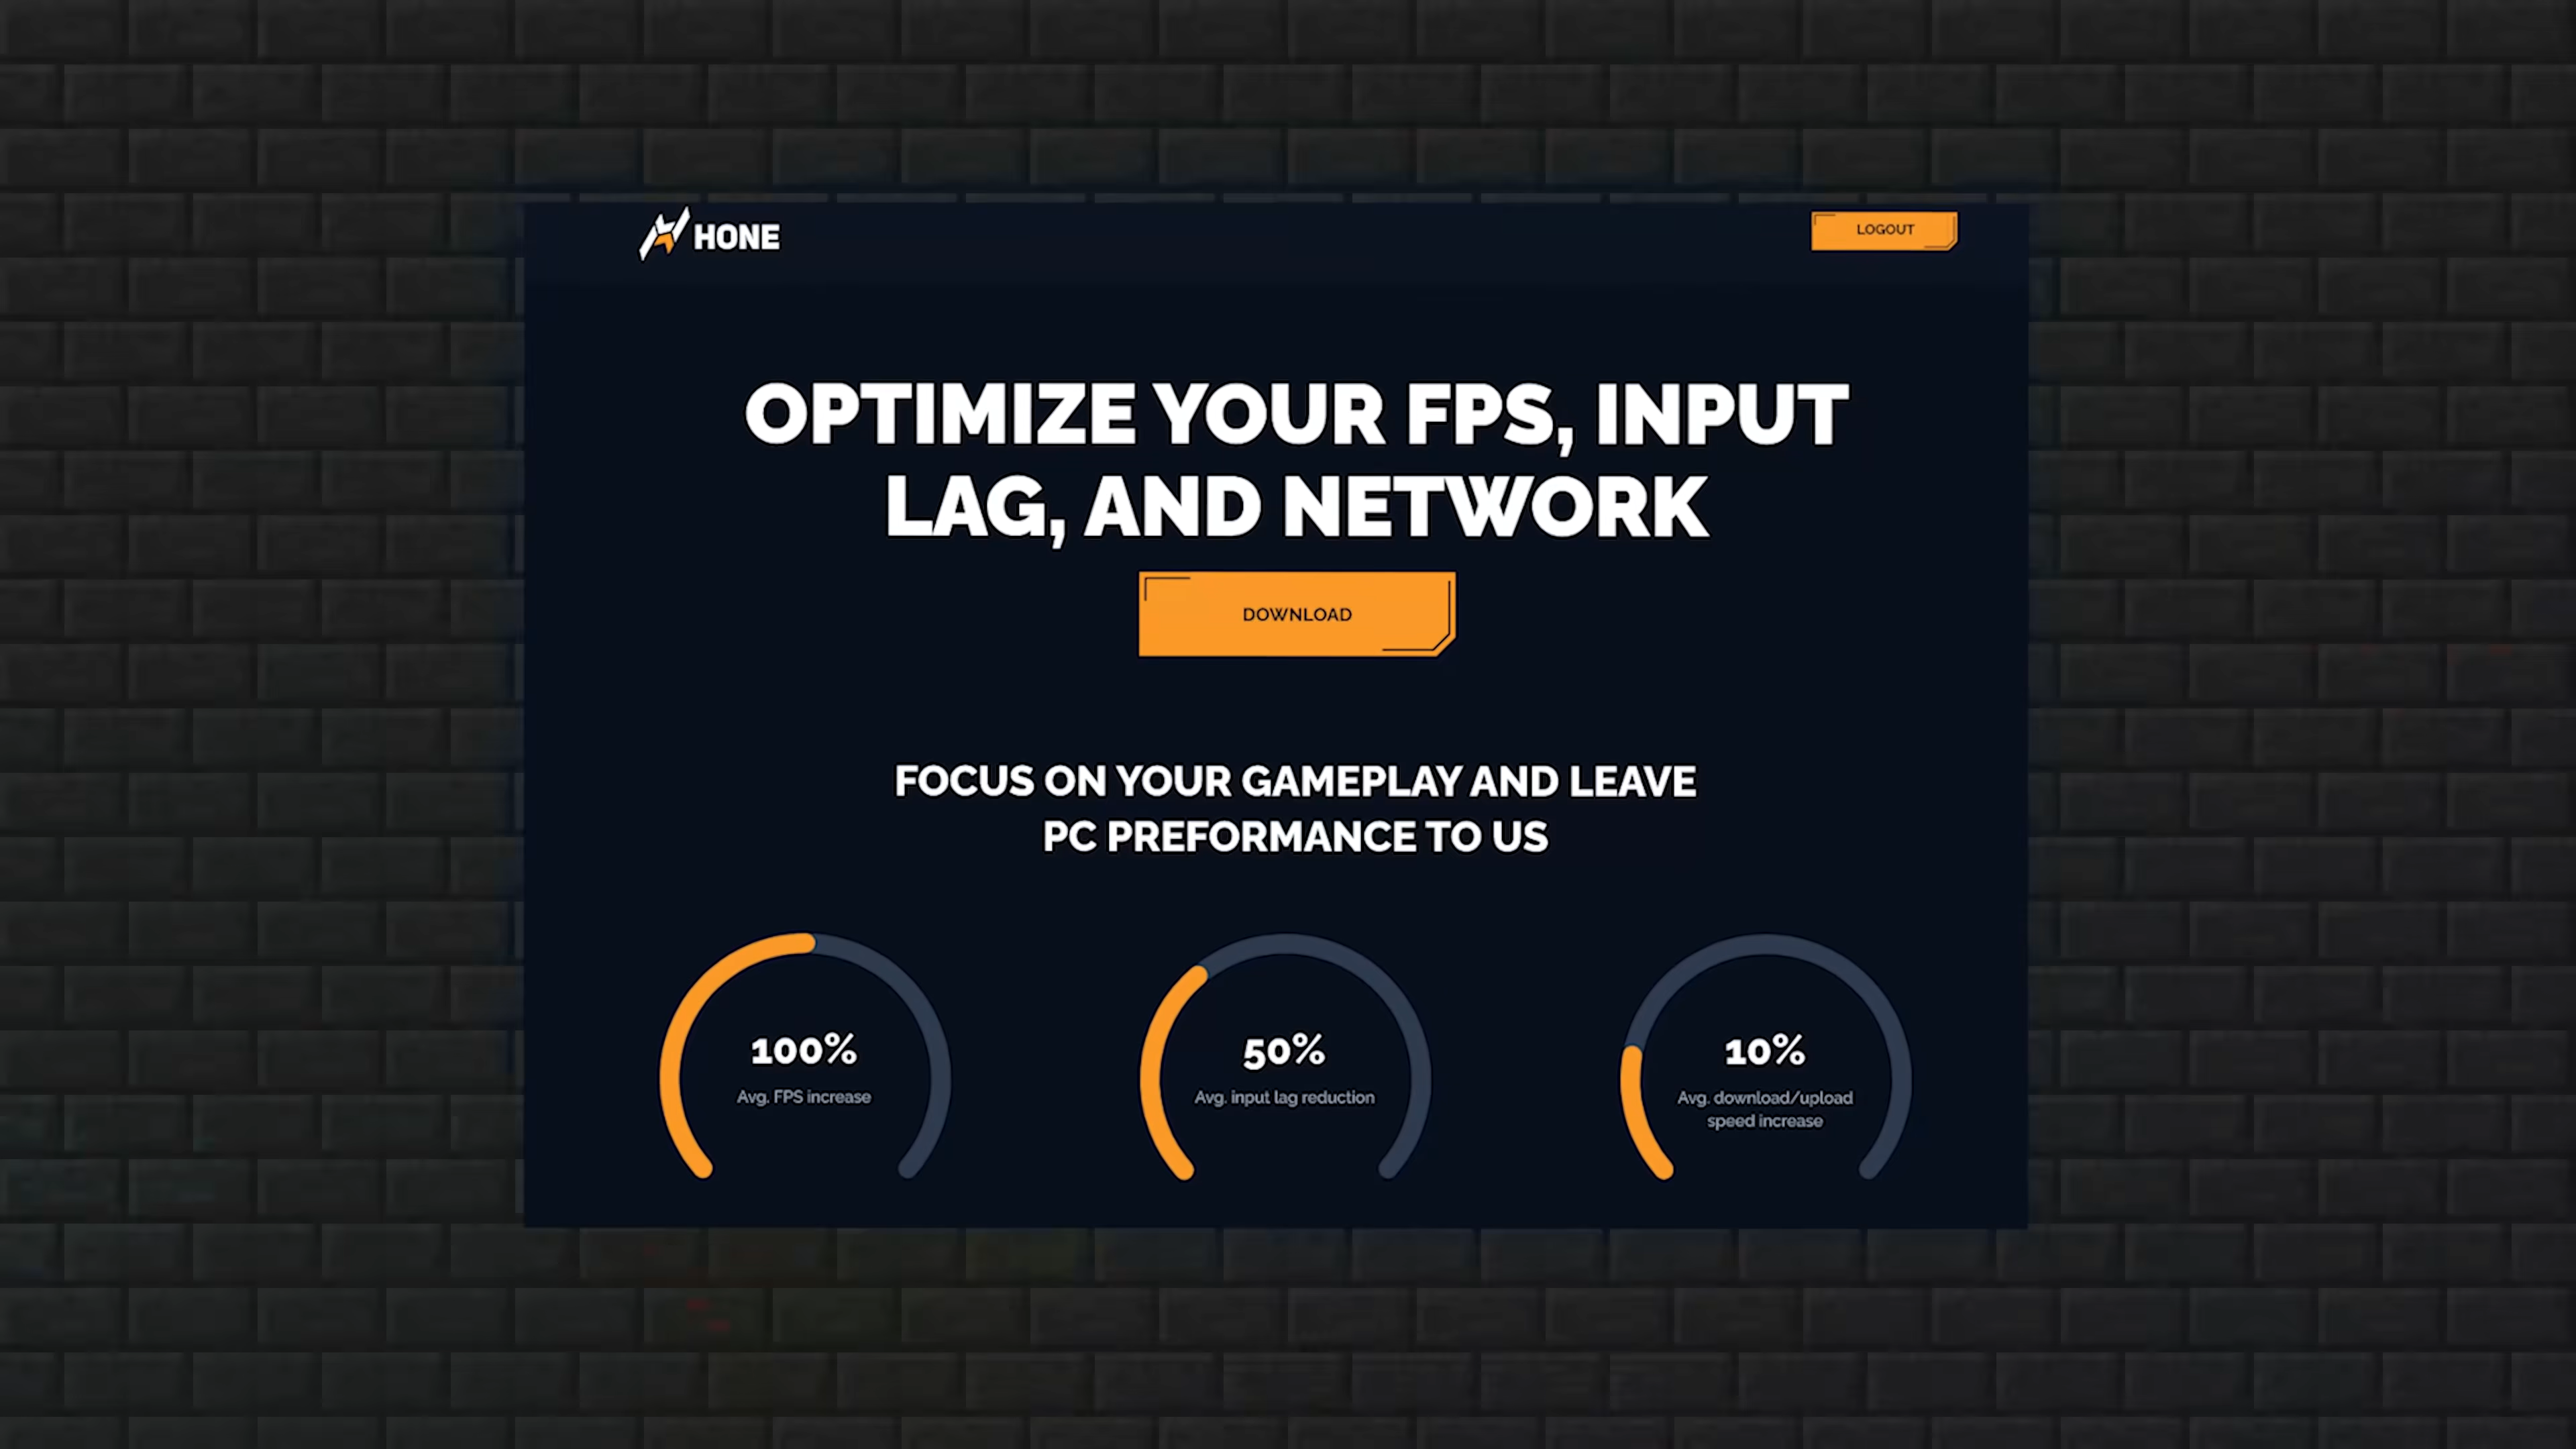 HONE
LOGOUT
OPTIMIZE YOUR FPS, INPUT
LAG, AND NETWORK
DOWNLOAD
FOCUS ON YOUR GAMEPLAY AND LEAVE
PC PREFORMANCE TO US
100%
Avg. FPS increase
50%
Avg. input lag reduction
10%
Avg. download/upload
speed increase